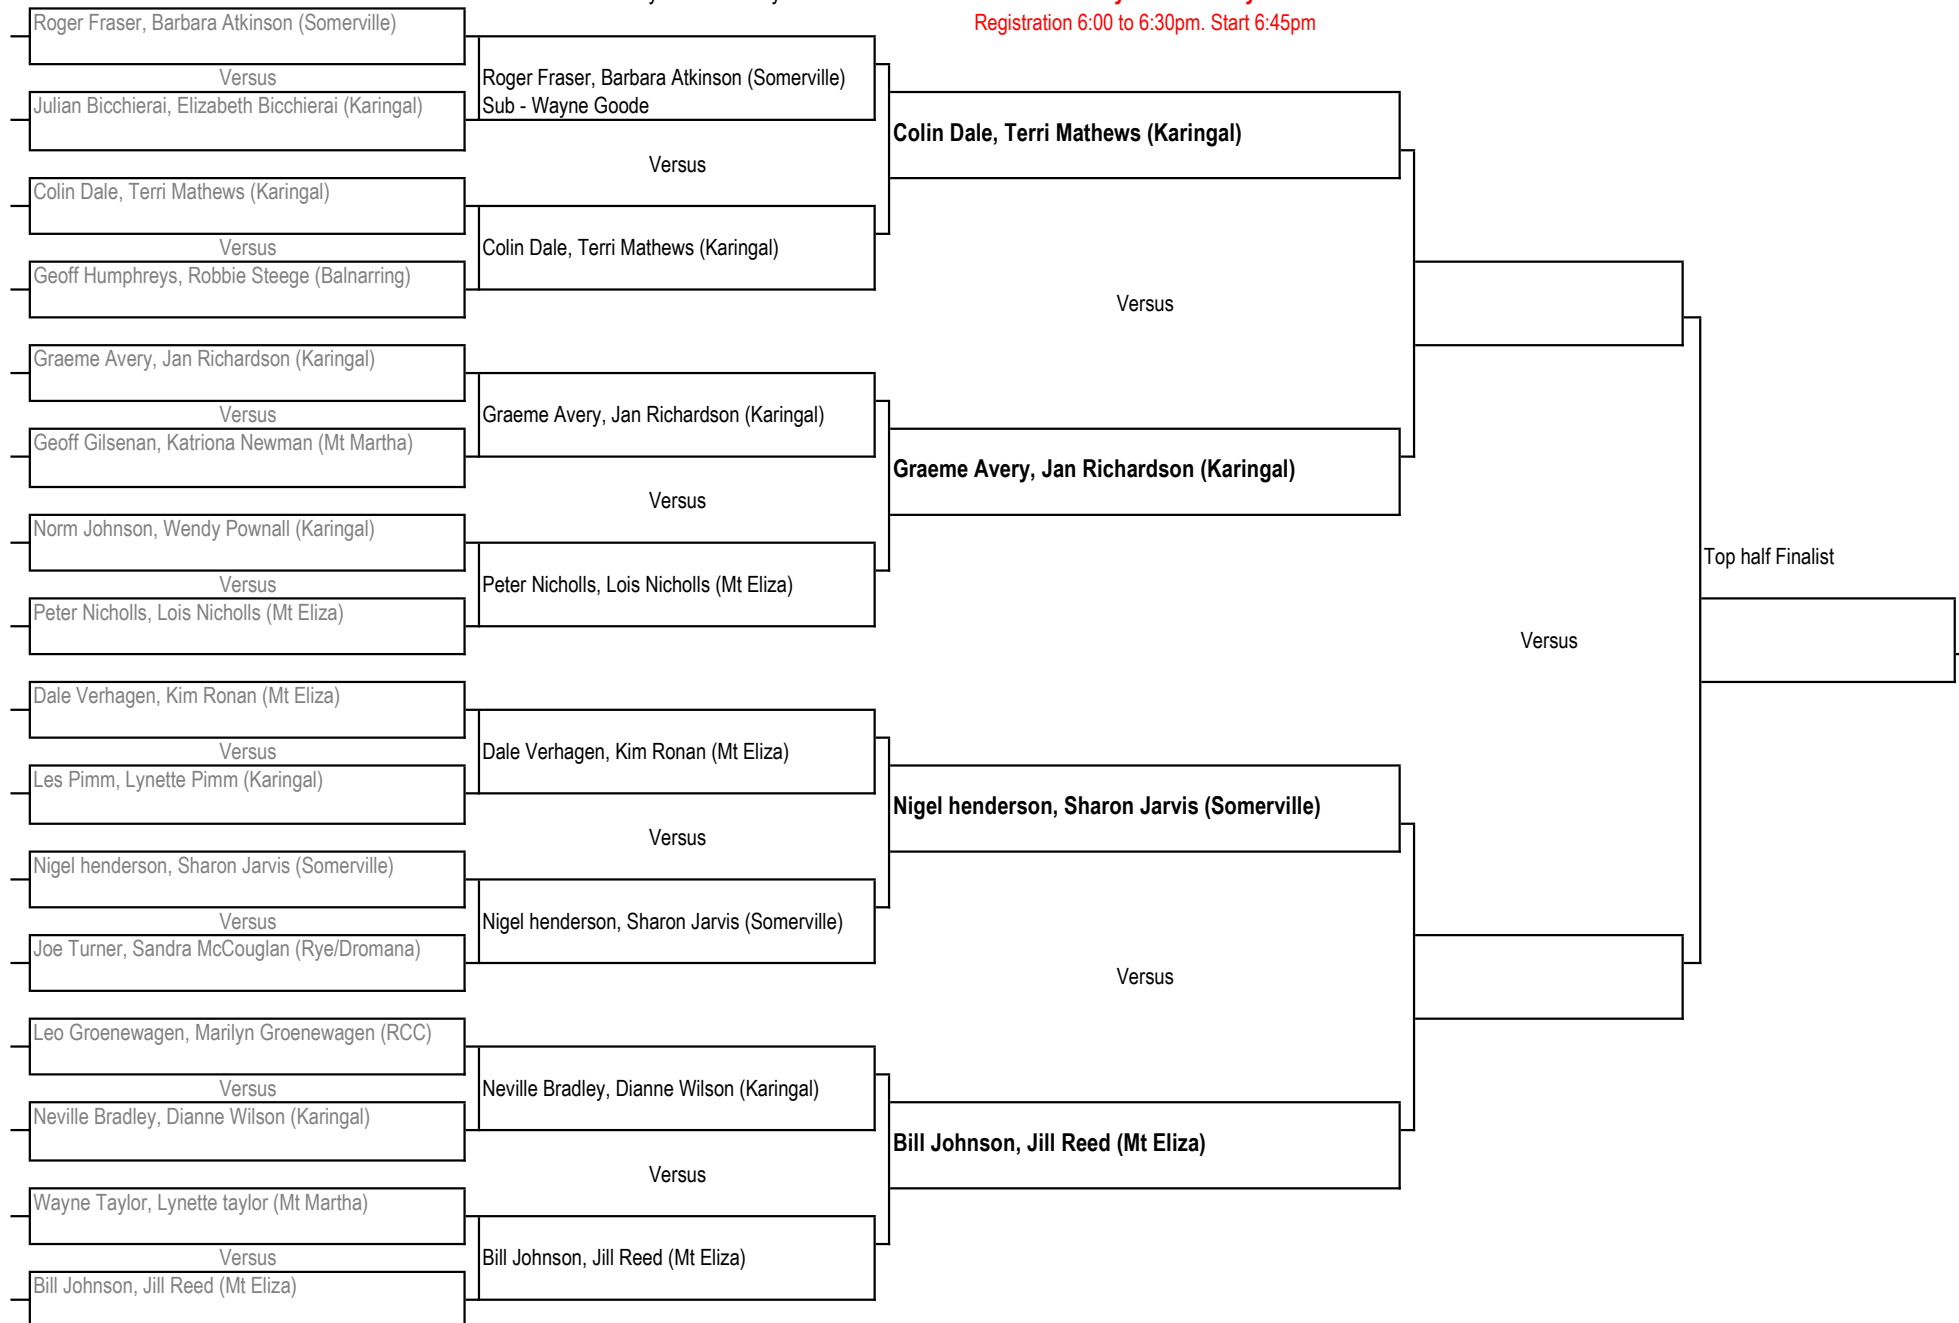 Registration 6:00 to 6:30pm. Start 6:45pm
Roger Fraser, Barbara Atkinson (Somerville)
Versus
Julian Bicchierai, Elizabeth Bicchierai (Karingal)
Colin Dale, Terri Mathews (Karingal)
Versus
Geoff Humphreys, Robbie Steege (Balnarring)
Graeme Avery, Jan Richardson (Karingal)
Versus
Geoff Gilsenan, Katriona Newman (Mt Martha)
Norm Johnson, Wendy Pownall (Karingal)
Versus
Peter Nicholls, Lois Nicholls (Mt Eliza)
Dale Verhagen, Kim Ronan (Mt Eliza)
Versus
Les Pimm, Lynette Pimm (Karingal)
Nigel henderson, Sharon Jarvis (Somerville)
Versus
Joe Turner, Sandra McCouglan (Rye/Dromana)
Leo Groenewagen, Marilyn Groenewagen (RCC)
Versus
Neville Bradley, Dianne Wilson (Karingal)
Wayne Taylor, Lynette taylor (Mt Martha)
Versus
Bill Johnson, Jill Reed (Mt Eliza)
Roger Fraser, Barbara Atkinson (Somerville)
Sub - Wayne Goode
Versus
Colin Dale, Terri Mathews (Karingal)
Graeme Avery, Jan Richardson (Karingal)
Versus
Peter Nicholls, Lois Nicholls (Mt Eliza)
Dale Verhagen, Kim Ronan (Mt Eliza)
Versus
Nigel henderson, Sharon Jarvis (Somerville)
Neville Bradley, Dianne Wilson (Karingal)
Versus
Bill Johnson, Jill Reed (Mt Eliza)
Colin Dale, Terri Mathews (Karingal)
Versus
Graeme Avery, Jan Richardson (Karingal)
Nigel henderson, Sharon Jarvis (Somerville)
Versus
Bill Johnson, Jill Reed (Mt Eliza)
Versus
Top half Finalist